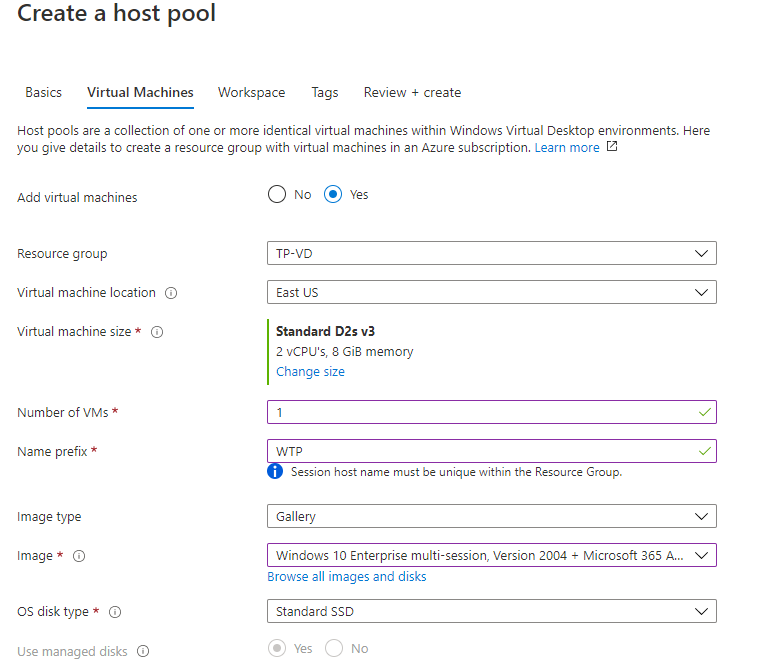 Create a host pool
Basics Virtual Machines Workspace Tags Review + create
Host pools are a collection of one or more identical virtual machines within Windows Virtual Desktop environments. Here
you give details to create a resource group with virtual machines in an Azure subscription. Learn more
Add virtual machines No Yes
Resource group TP-VD
Virtual machine location East US
Virtual machine size * Standard D2s v3
2 vCPU's, 8 GiB memory
Change size
Number of VMs * 1
Name prefix * WTP
Session host name must be unique within the Resource Group.
Image type Gallery
Image * Windows 10 Enterprise multi-session, Version 2004 + Microsoft 365 A...
Browse all images and disks
OS disk type * Standard SSD
Use managed disks Yes No